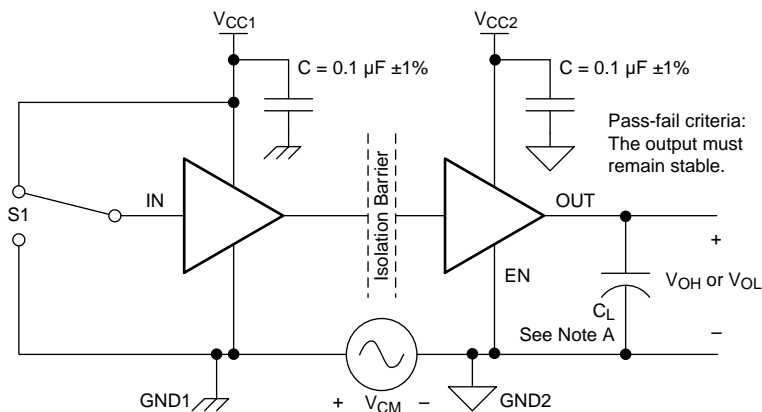 VCC1
VCC2
C = 0.1 µF ±1%
C = 0.1 µF ±1%
Pass-fail criteria:
The output must
remain stable.
Isolation Barrier
IN
OUT
S1
+
EN
VOH or VOL
CL
See Note A
–
GND1
+ VCM –
GND2